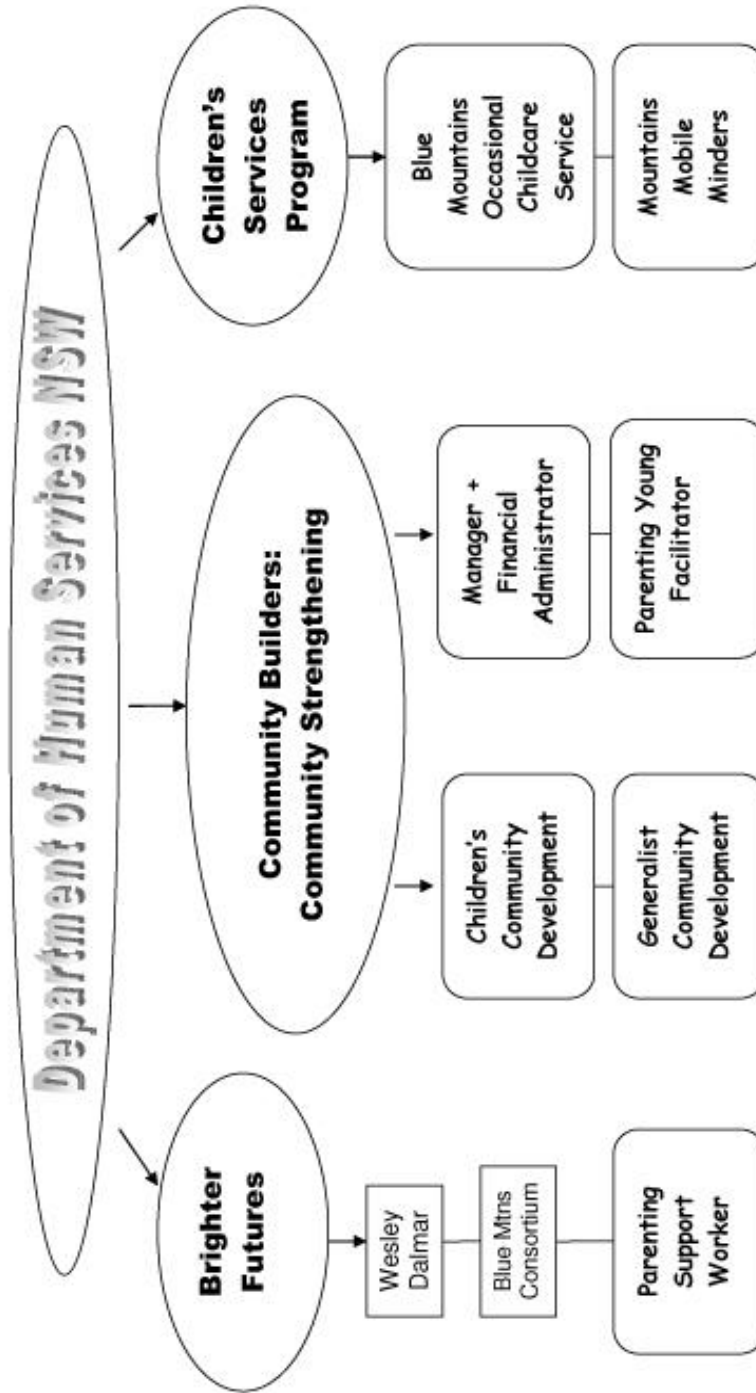 Department of Human Services NSW
Brighter
Futures
Community Builders:
Community Strengthening
Children's
Services
Program
Wesley
Dalmar
Blue Mtns
Consortium
Parenting
Support
Worker
Children's
Community
Development
Generalist
Community
Development
Manager +
Financial
Administrator
Parenting Young
Facilitator
Blue
Mountains
Occasional
Childcare
Service
Mountains
Mobile
Minders